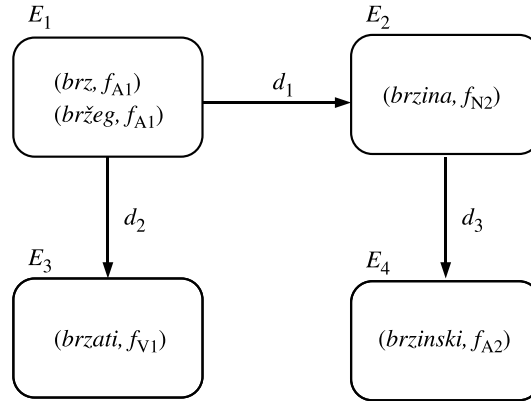 E1
E2
(brz, fA1)
(bržeg, fA1)
d1
(brzina, fN2)
d2
d3
E3
E4
(brzati, fV1)
(brzinski, fA2)